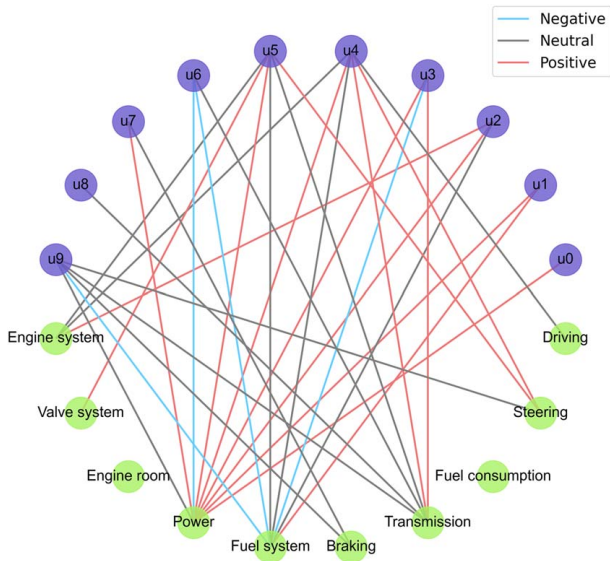 Negative
Neutral
Positive
u5
u4
u6
u3
u7
u2
u8
u1
u9
u0
Engine system
Driving
Valve system
Steering
Engine room
Fuel consumption
Power
Transmission
Fuel system
Braking